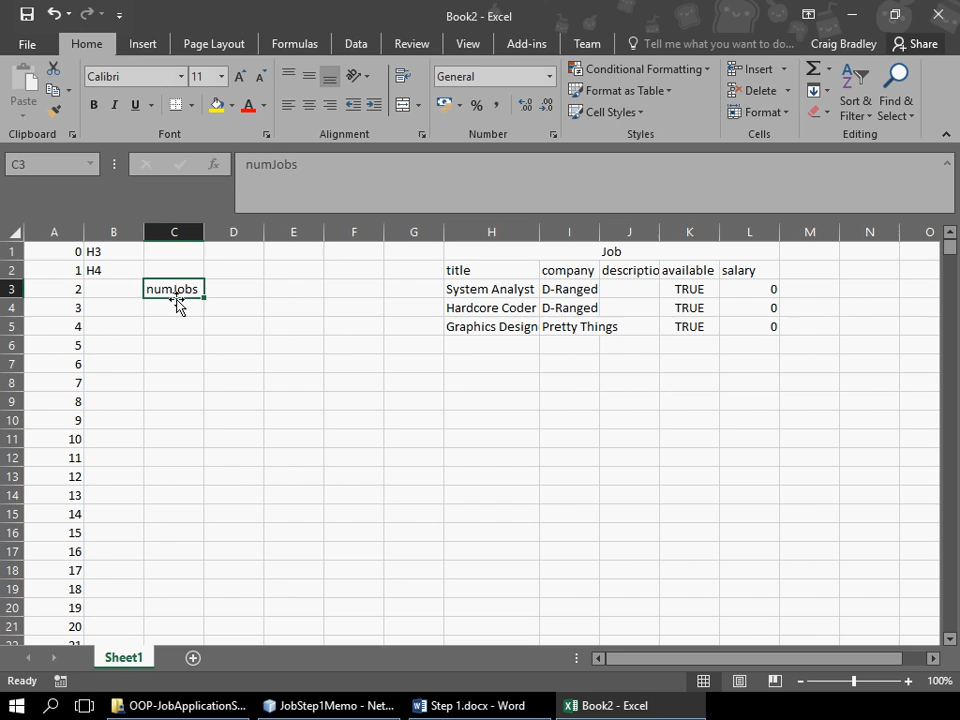 Book2 - Excel
File Home Insert Page Layout Formulas Data Review View Add-ins Team Tell me what you want to do... Craig Bradley Share
Paste Calibri 11 A A General Conditional Formatting Insert
B I U A % Format as Table Delete Sort & Find &
Cell Styles Format Filter Select
Clipboard Font Alignment Number Styles Cells Editing
C3 fx numJobs
A B C D E F G H I J K L M N O
1 0 H3 Job
2 1 H4 title company descriptio available salary
3 2 numJobs System Analyst D-Ranged TRUE 0
4 3 Hardcore Coder D-Ranged TRUE 0
5 4 Graphics Design Pretty Things TRUE 0
6 5
7 6
8 7
9 8
10 9
11 10
12 11
13 12
14 13
15 14
16 15
17 16
18 17
19 18
20 19
21 20
Sheet1
Ready 100%
OOP-JobApplicationS... JobStep1Memo - Net... Step 1.docx - Word Book2 - Excel